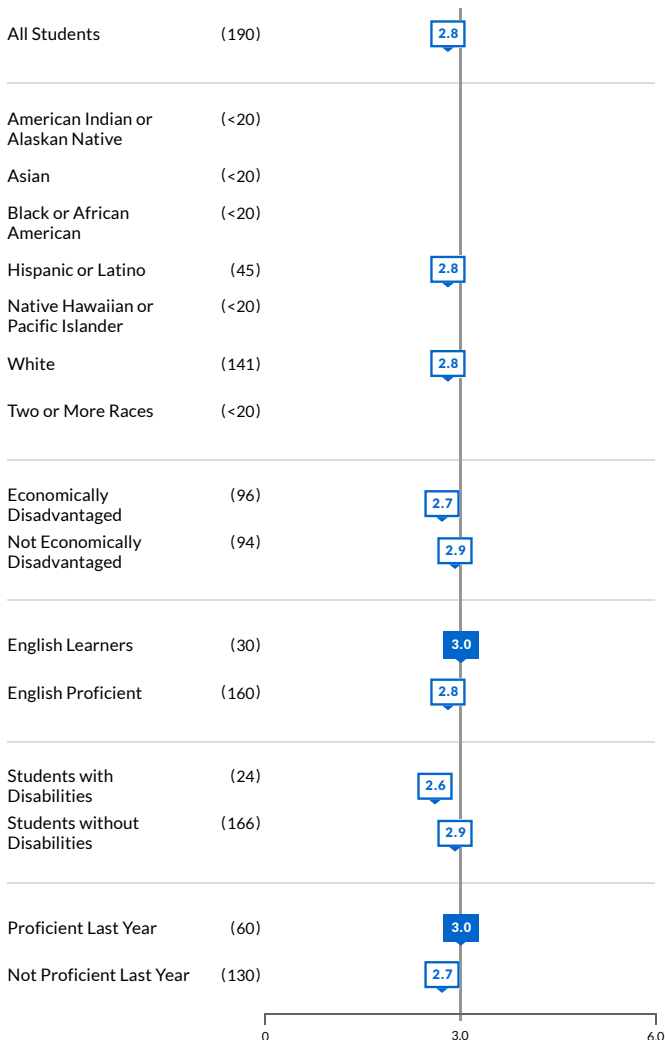 All Students (190) 2.8
American Indian or (<20)
Alaskan Native
Asian (<20)
Black or African (<20)
American
Hispanic or Latino (45) 2.8
Native Hawaiian or (<20)
Pacific Islander
White (141) 2.8
Two or More Races (<20)
Economically (96) 2.7
Disadvantaged
Not Economically (94) 2.9
Disadvantaged
English Learners (30) 3.0
English Proficient (160) 2.8
Students with (24) 2.6
Disabilities
Students without (166) 2.9
Disabilities
Proficient Last Year (60) 3.0
Not Proficient Last Year (130) 2.7
0 3.0 6.0